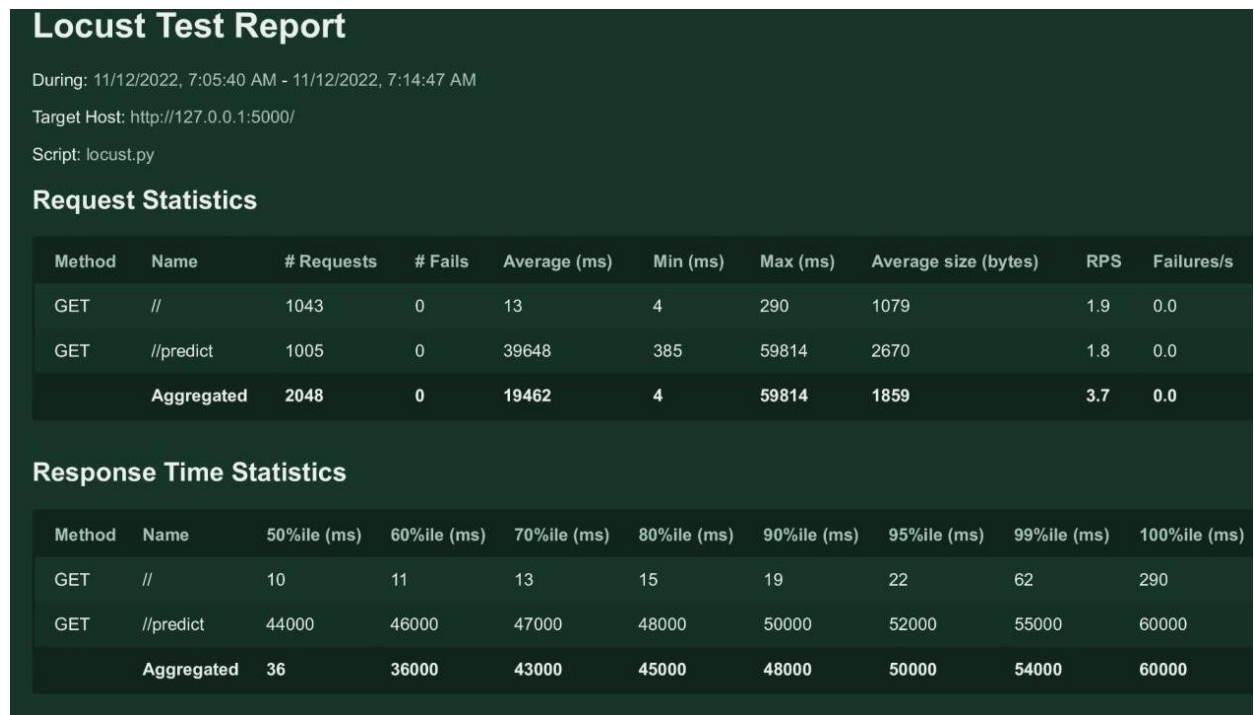 Locust Test Report
During: 11/12/2022, 7:05:40 AM - 11/12/2022, 7:14:47 AM
Target Host: http://127.0.0.1:5000/
Script: locust.py
Request Statistics
Method Name # Requests # Fails Average (ms) Min (ms) Max (ms) Average size (bytes) RPS Failures/s
GET // 1043 0 13 4 290 1079 1.9 0.0
GET //predict 1005 0 39648 385 59814 2670 1.8 0.0
Aggregated 2048 0 19462 4 59814 1859 3.7 0.0
Response Time Statistics
Method Name 50%ile (ms) 60%ile (ms) 70%ile (ms) 80%ile (ms) 90%ile (ms) 95%ile (ms) 99%ile (ms) 100%ile (ms)
GET // 10 11 13 15 19 22 62 290
GET //predict 44000 46000 47000 48000 50000 52000 55000 60000
Aggregated 36 36000 43000 45000 48000 50000 54000 60000